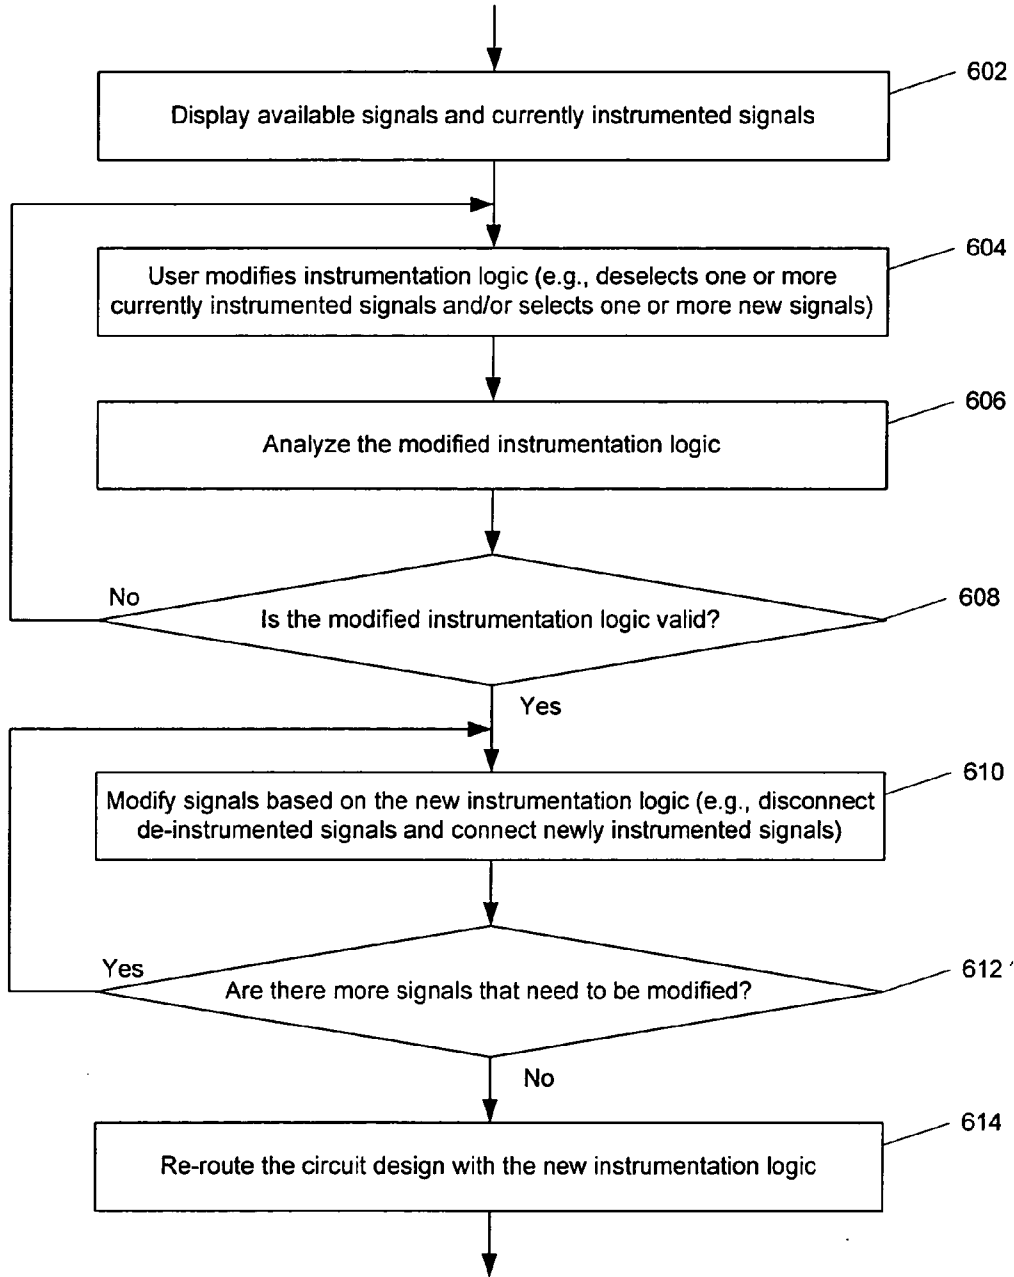 602
Display available signals and currently instrumented signals
604
User modifies instrumentation logic (e.g., deselects one or more
currently instrumented signals and/or selects one or more new signals)
606
Analyze the modified instrumentation logic
No
608
Is the modified instrumentation logic valid?
Yes
610
Modify signals based on the new instrumentation logic (e.g., disconnect
de-instrumented signals and connect newly instrumented signals)
Yes
612
Are there more signals that need to be modified?
No
614
Re-route the circuit design with the new instrumentation logic